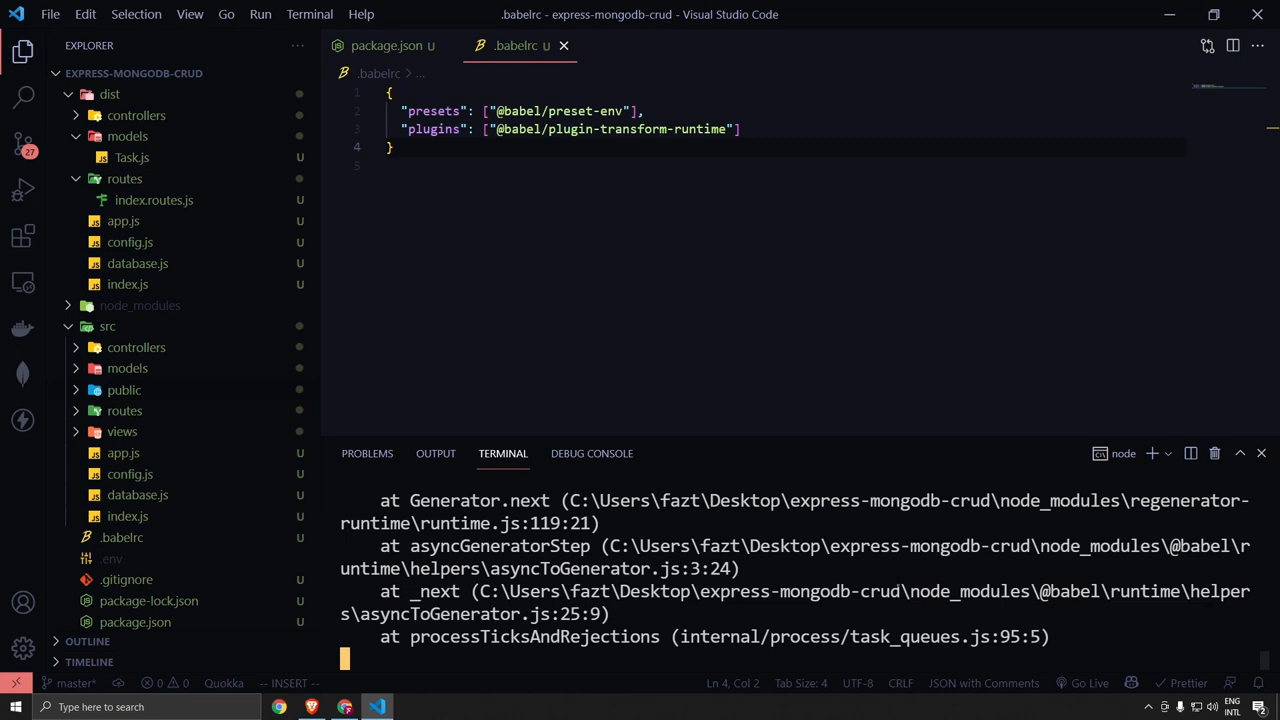 File Edit Selection View Go Run Terminal Help .babelrc - express-mongodb-crud - Visual Studio Code
EXPLORER
EXPRESS-MONGODB-CRUD
dist
controllers
models
Task.js U
routes
index.routes.js U
app.js U
config.js U
database.js U
index.js U
node_modules
src
controllers
models
public
routes
views
app.js U
config.js U
database.js U
index.js U
.babelrc U
.env
.gitignore U
package-lock.json U
package.json U
OUTLINE
TIMELINE
27
package.json U .babelrc U
.babelrc > ...
1 {
2 "presets": ["@babel/preset-env"],
3 "plugins": ["@babel/plugin-transform-runtime"]
4 }
5
PROBLEMS OUTPUT TERMINAL DEBUG CONSOLE node
at Generator.next (C:\Users\fazt\Desktop\express-mongodb-crud\node_modules\regenerator-
runtime\runtime.js:119:21)
at asyncGeneratorStep (C:\Users\fazt\Desktop\express-mongodb-crud\node_modules\@babel\r
untime\helpers\asyncToGenerator.js:3:24)
at _next (C:\Users\fazt\Desktop\express-mongodb-crud\node_modules\@babel\runtime\helper
s\asyncToGenerator.js:25:9)
at processTicksAndRejections (internal/process/task_queues.js:95:5)
master* 0 0 Quokka -- INSERT -- Ln 4, Col 2 Tab Size: 4 UTF-8 CRLF JSON with Comments Go Live Prettier
Type here to search ENG
INTL 2